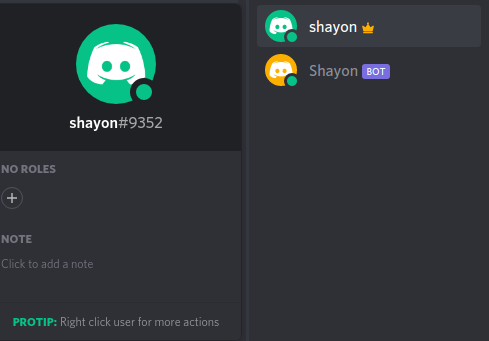 shayon#9352
NO ROLES
NOTE
Click to add a note
PROTIP: Right click user for more actions
shayon
Shayon BOT